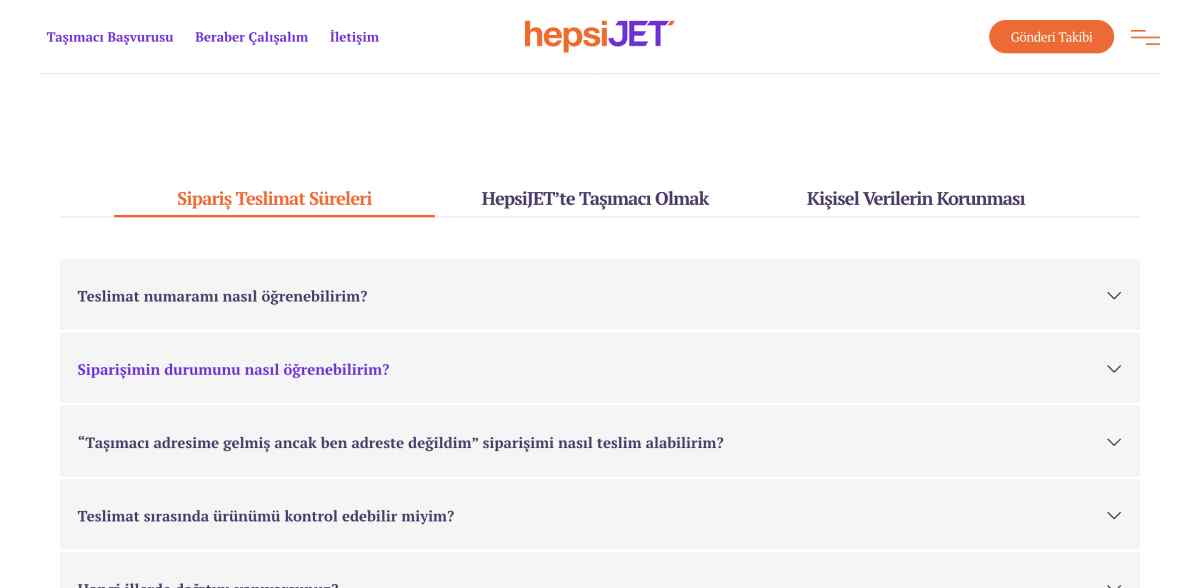 Taşımacı Başvurusu Beraber Çalışalım İletişim hepsiJET Gönderi Takibi
Sipariş Teslimat Süreleri HepsiJET’te Taşımacı Olmak Kişisel Verilerin Korunması
Teslimat numaramı nasıl öğrenebilirim?
Siparişimin durumunu nasıl öğrenebilirim?
“Taşımacı adresime gelmiş ancak ben adreste değildim” siparişimi nasıl teslim alabilirim?
Teslimat sırasında ürünümü kontrol edebilir miyim?